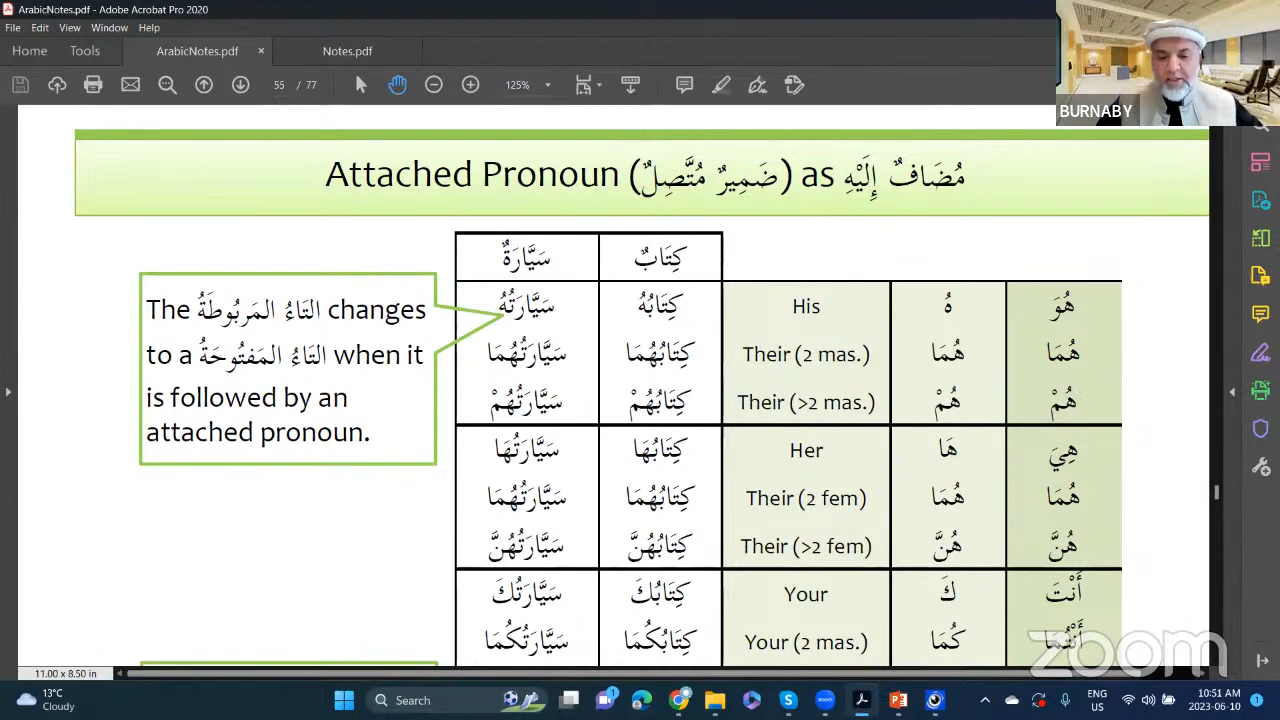 ArabicNotes.pdf - Adobe Acrobat Pro 2020
File Edit View Window Help
Home Tools ArabicNotes.pdf × Notes.pdf
55 / 77 125%
BURNABY
Attached Pronoun (ضَمِيرٌ مُتَّصِلٌ) as مُضَافٌ إِلَيْهِ
The التَاءُ المَربُوطَةُ changes
to a التَاءُ المَفتُوحَةُ when it
is followed by an
attached pronoun.
سَيَّارَةٌ كِتَابٌ
سَيَّارَتُهُ كِتَابُهُ His هُ هُوَ
سَيَّارَتُهُمَا كِتَابُهُمَا Their (2 mas.) هُمَا هُمَا
سَيَّارَتُهُمْ كِتَابُهُمْ Their (>2 mas.) هُمْ هُمْ
سَيَّارَتُهَا كِتَابُهَا Her هَا هِيَ
سَيَّارَتُهُمَا كِتَابُهُمَا Their (2 fem) هُمَا هُمَا
سَيَّارَتُهُنَّ كِتَابُهُنَّ Their (>2 fem) هُنَّ هُنَّ
سَيَّارَتُكَ كِتَابُكَ Your كَ أَنْتَ
سَيَّارَتُكُمَا كِتَابُكُمَا Your (2 mas.) كُمَا أَنْتُمَا
zoom
11.00 x 8.50 in
13°C
Cloudy
Search
ENG
US
10:51 AM
2023-06-10